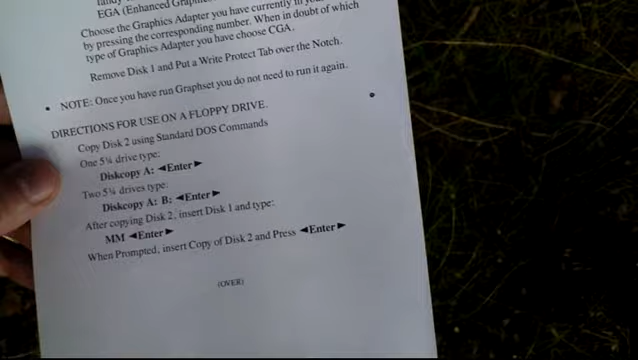 EGA (Enhanced
Choose the Graphics Adapter you have currently in
by pressing the corresponding number. When in doubt of which
type of Graphics Adapter you have choose CGA.
Remove Disk 1 and Put a Write Protect Tab over the Notch.
• NOTE: Once you have run Graphset you do not need to run it again.
DIRECTIONS FOR USE ON A FLOPPY DRIVE.
Copy Disk 2 using Standard DOS Commands
One 5¼ drive type:
Diskcopy A: ◄Enter►
Two 5¼ drives type:
Diskcopy A: B: ◄Enter►
After copying Disk 2, insert Disk 1 and type:
MM ◄Enter►
When Prompted, insert Copy of Disk 2 and Press ◄Enter►
(OVER)